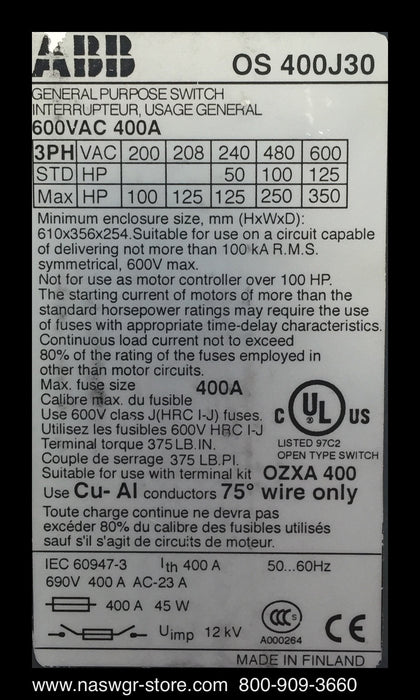 ABB
OS 400J30
GENERAL PURPOSE SWITCH
INTERRUPTEUR, USAGE GENERAL
600VAC 400A
3PH VAC 200 208 240 480 600
STD HP 50 100 125
Max HP 100 125 125 250 350
Minimum enclosure size, mm (HxWxD):
610x356x254.Suitable for use on a circuit capable
of delivering not more than 100 kA R.M.S.
symmetrical, 600V max.
Not for use as motor controller over 100 HP.
The starting current of motors of more than the
standard horsepower ratings may require the use
of fuses with appropriate time-delay characteristics.
Continuous load current not to exceed
80% of the rating of the fuses employed in
other than motor circuits.
Max. fuse size 400A
Calibre max. du fusible
Use 600V class J(HRC I-J) fuses.
Utilisez les fusibles 600V HRC I-J
Terminal torque 375 LB.IN.
Couple de serrage 375 LB.PI.
C UL US
LISTED 97C2
OPEN TYPE SWITCH
Suitable for use with terminal kit OZXA 400
Use Cu- Al conductors 75° wire only
Toute charge continue ne devra pas
excéder 80% du calibre des fusibles utilisés
sauf s'il s'agit de circuits de moteur.
IEC 60947-3 Ith 400 A 50...60Hz
690V 400 A AC-23 A
400 A 45 W
Uimp 12 kV
CCC
A000264
CE
MADE IN FINLAND
www.naswgr-store.com 800-909-3660